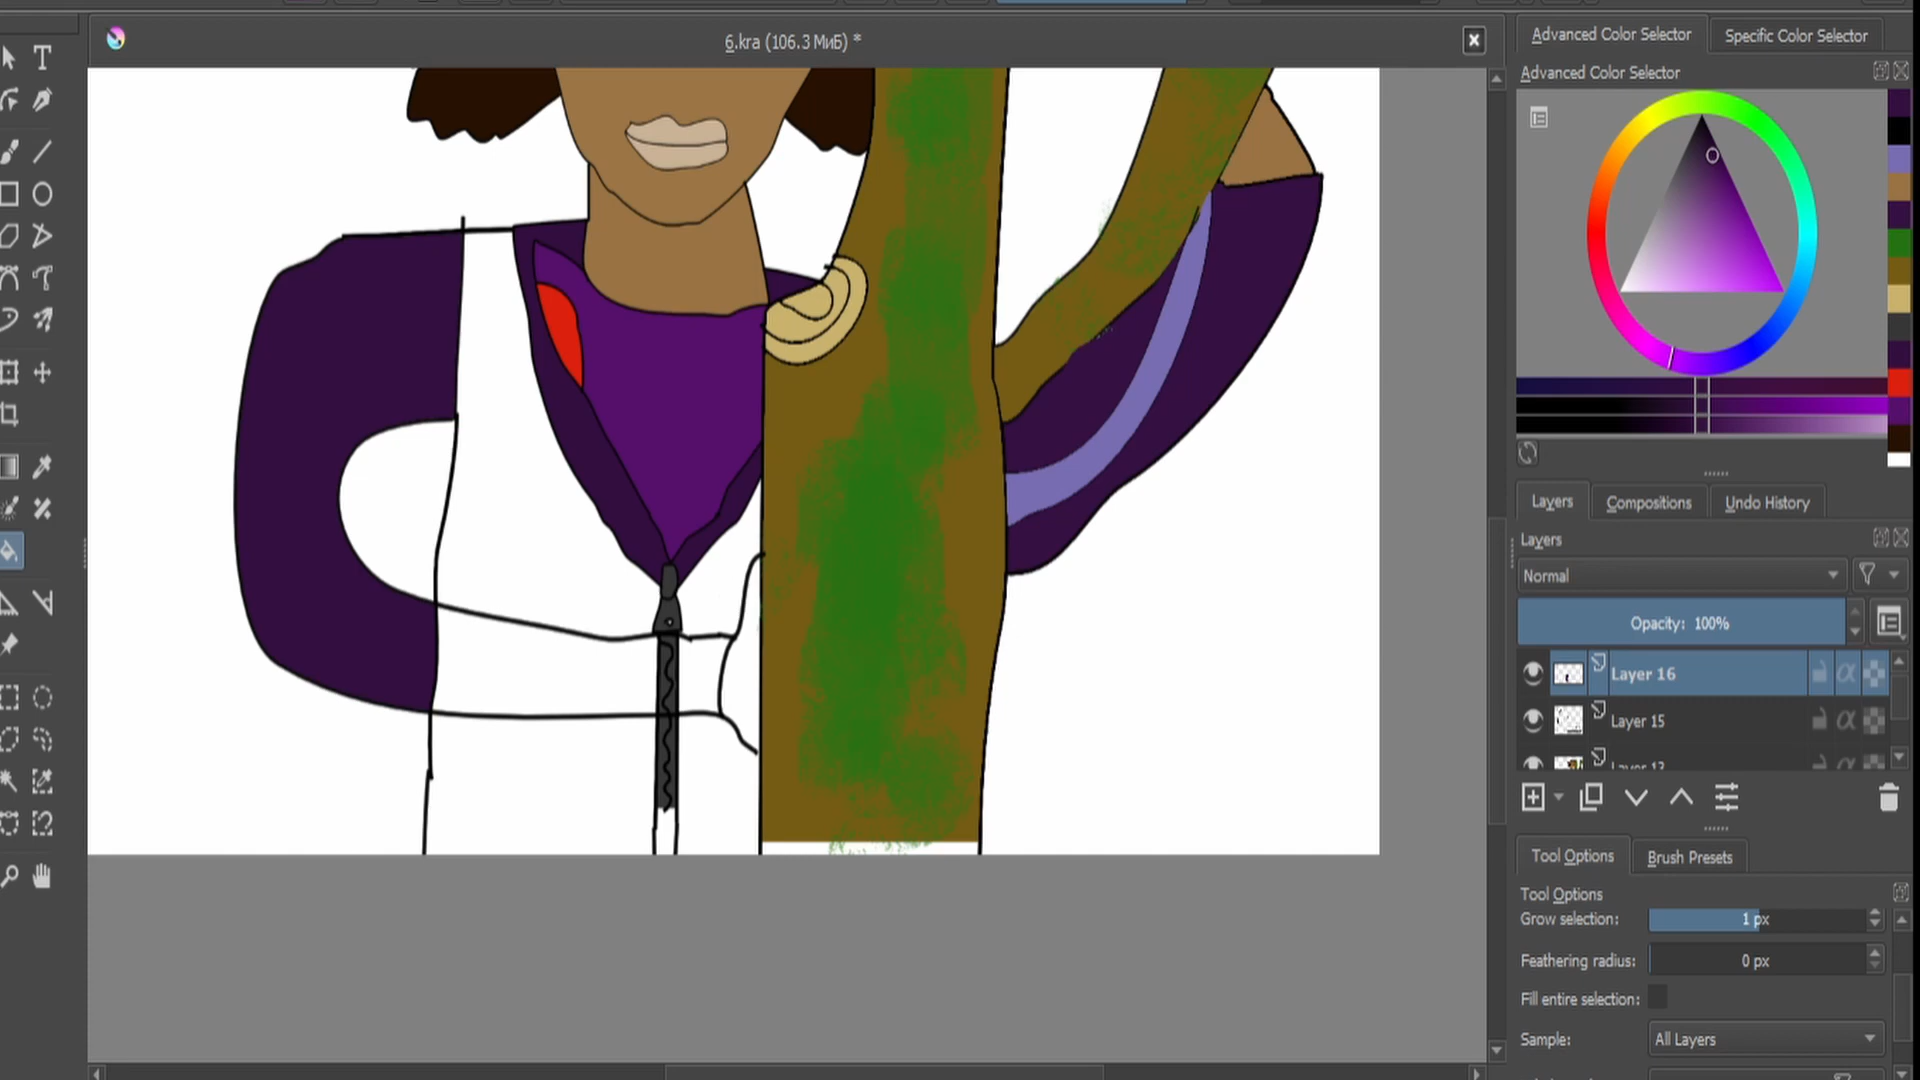 6.kra (106.3 МиБ) *
Advanced Color Selector
Specific Color Selector
Advanced Color Selector
T
Layers
Compositions
Undo History
Layers
Normal
Opacity: 100%
Layer 16
α
Layer 15
α
Tool Options
Brush Presets
Tool Options
Grow selection: 1 px
Feathering radius: 0 px
Fill entire selection:
Sample: All Layers